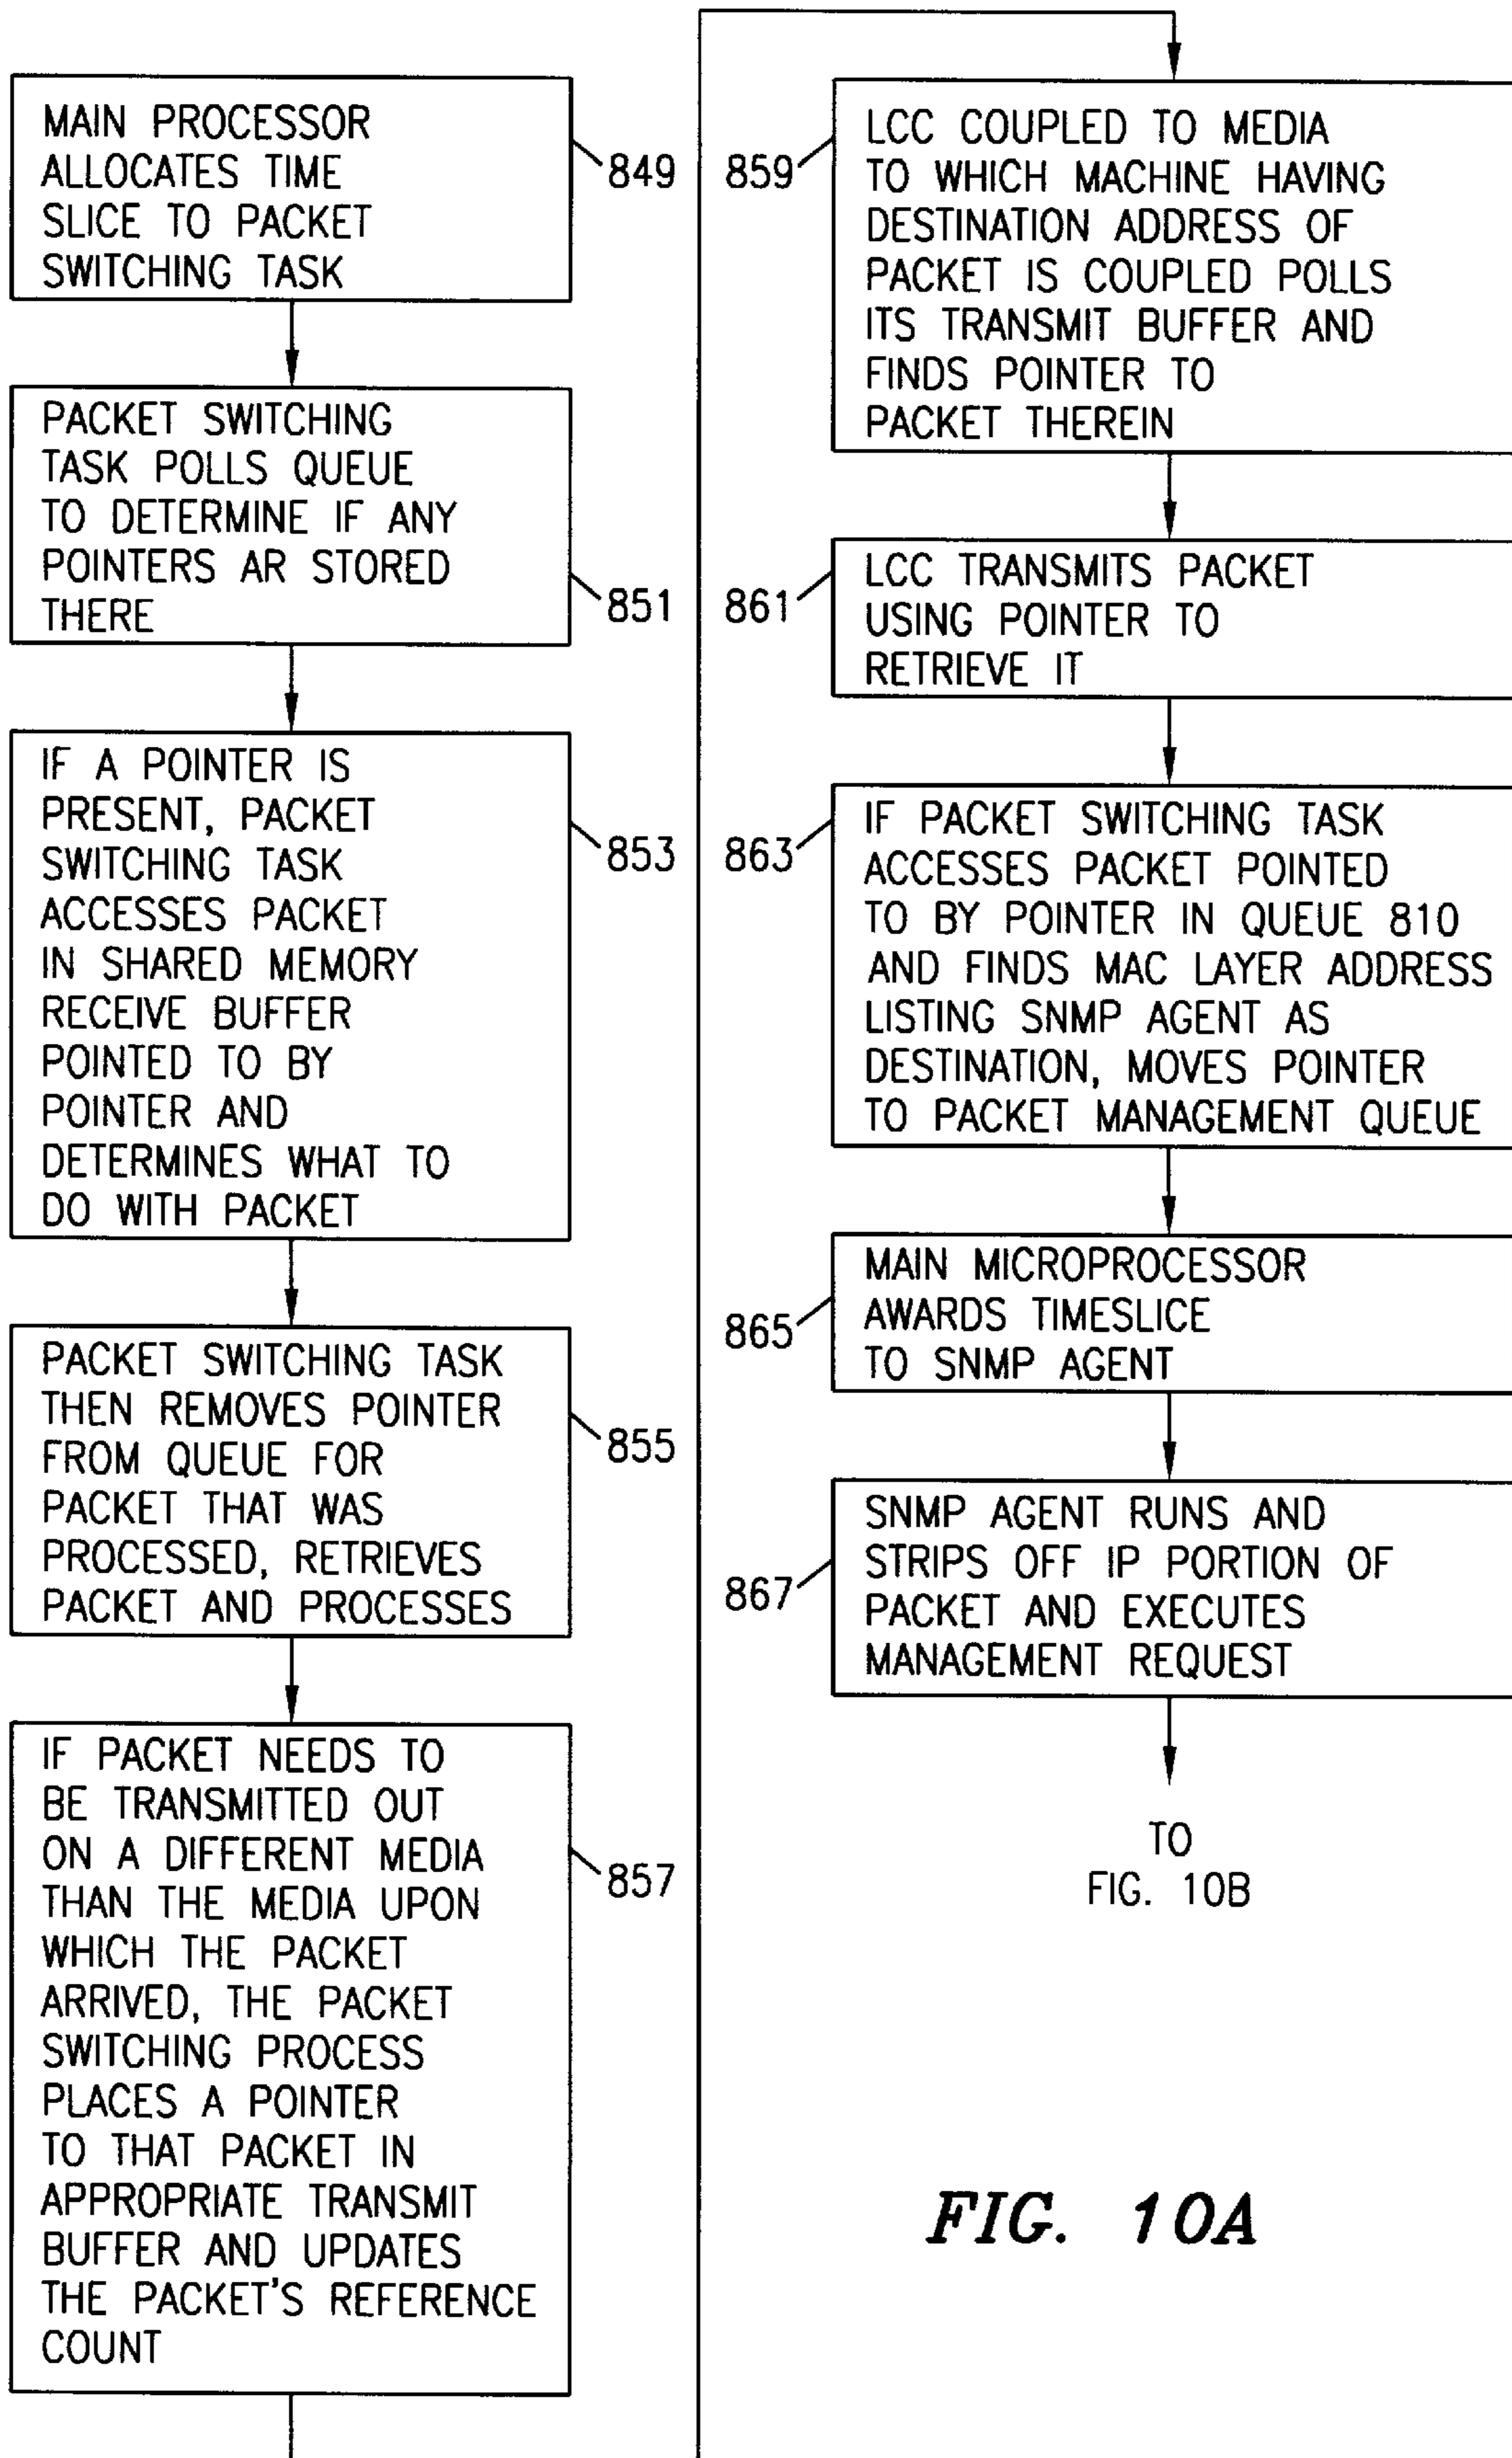 MAIN PROCESSOR
ALLOCATES TIME
SLICE TO PACKET
SWITCHING TASK
849
PACKET SWITCHING
TASK POLLS QUEUE
TO DETERMINE IF ANY
POINTERS AR STORED
THERE
851
IF A POINTER IS
PRESENT, PACKET
SWITCHING TASK
ACCESSES PACKET
IN SHARED MEMORY
RECEIVE BUFFER
POINTED TO BY
POINTER AND
DETERMINES WHAT TO
DO WITH PACKET
853
PACKET SWITCHING TASK
THEN REMOVES POINTER
FROM QUEUE FOR
PACKET THAT WAS
PROCESSED, RETRIEVES
PACKET AND PROCESSES
855
IF PACKET NEEDS TO
BE TRANSMITTED OUT
ON A DIFFERENT MEDIA
THAN THE MEDIA UPON
WHICH THE PACKET
ARRIVED, THE PACKET
SWITCHING PROCESS
PLACES A POINTER
TO THAT PACKET IN
APPROPRIATE TRANSMIT
BUFFER AND UPDATES
THE PACKET'S REFERENCE
COUNT
857
859
LCC COUPLED TO MEDIA
TO WHICH MACHINE HAVING
DESTINATION ADDRESS OF
PACKET IS COUPLED POLLS
ITS TRANSMIT BUFFER AND
FINDS POINTER TO
PACKET THEREIN
861
LCC TRANSMITS PACKET
USING POINTER TO
RETRIEVE IT
863
IF PACKET SWITCHING TASK
ACCESSES PACKET POINTED
TO BY POINTER IN QUEUE 810
AND FINDS MAC LAYER ADDRESS
LISTING SNMP AGENT AS
DESTINATION, MOVES POINTER
TO PACKET MANAGEMENT QUEUE
865
MAIN MICROPROCESSOR
AWARDS TIMESLICE
TO SNMP AGENT
867
SNMP AGENT RUNS AND
STRIPS OFF IP PORTION OF
PACKET AND EXECUTES
MANAGEMENT REQUEST
TO
FIG. 10B
FIG. 10A